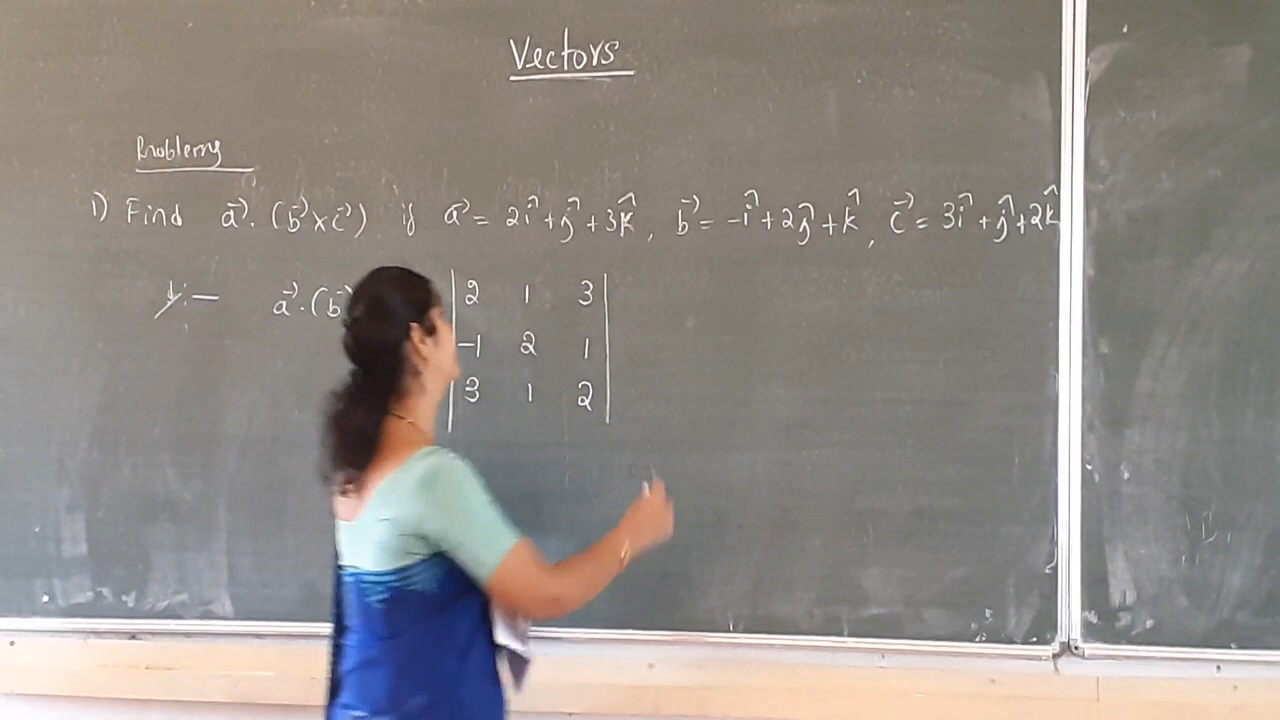 Vectors
Problems
1) Find a⃗ . (b⃗ × c⃗) if a⃗ = 2î + ĵ + 3k̂, b⃗ = -î + 2ĵ + k̂, c⃗ = 3î + ĵ + 2k̂
a⃗ . (b⃗
2 1 3
-1 2 1
3 1 2